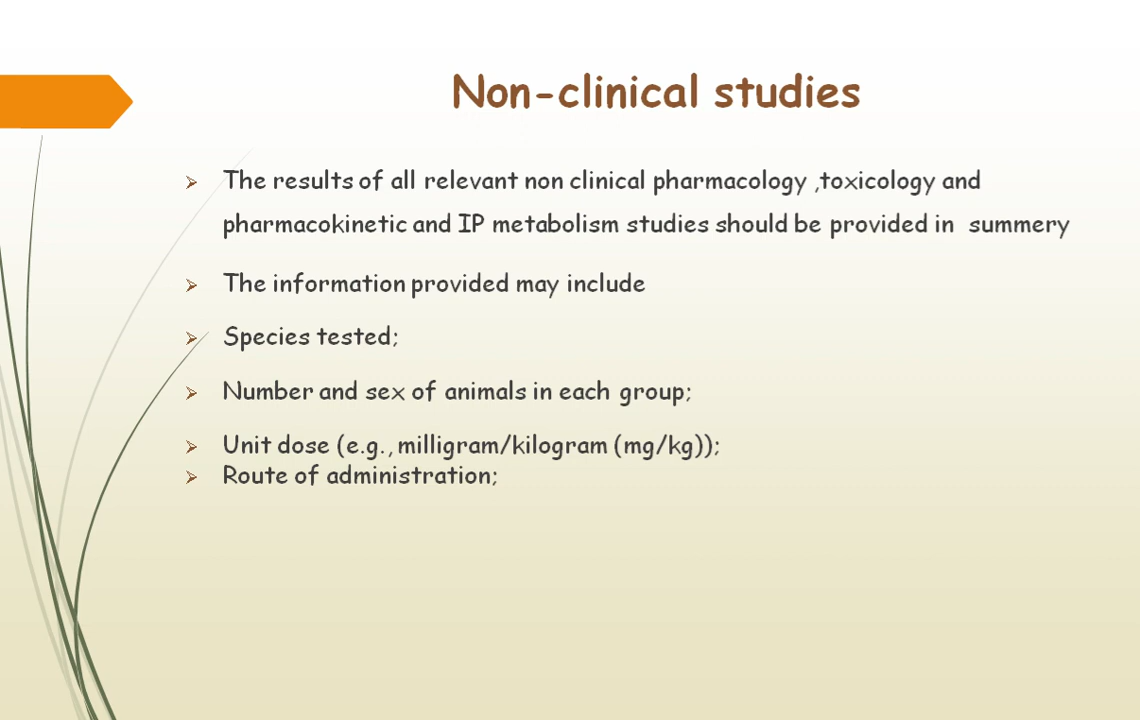 Non-clinical studies
The results of all relevant non clinical pharmacology ,toxicology and
pharmacokinetic and IP metabolism studies should be provided in summery
The information provided may include
Species tested;
Number and sex of animals in each group;
Unit dose (e.g., milligram/kilogram (mg/kg));
Route of administration;